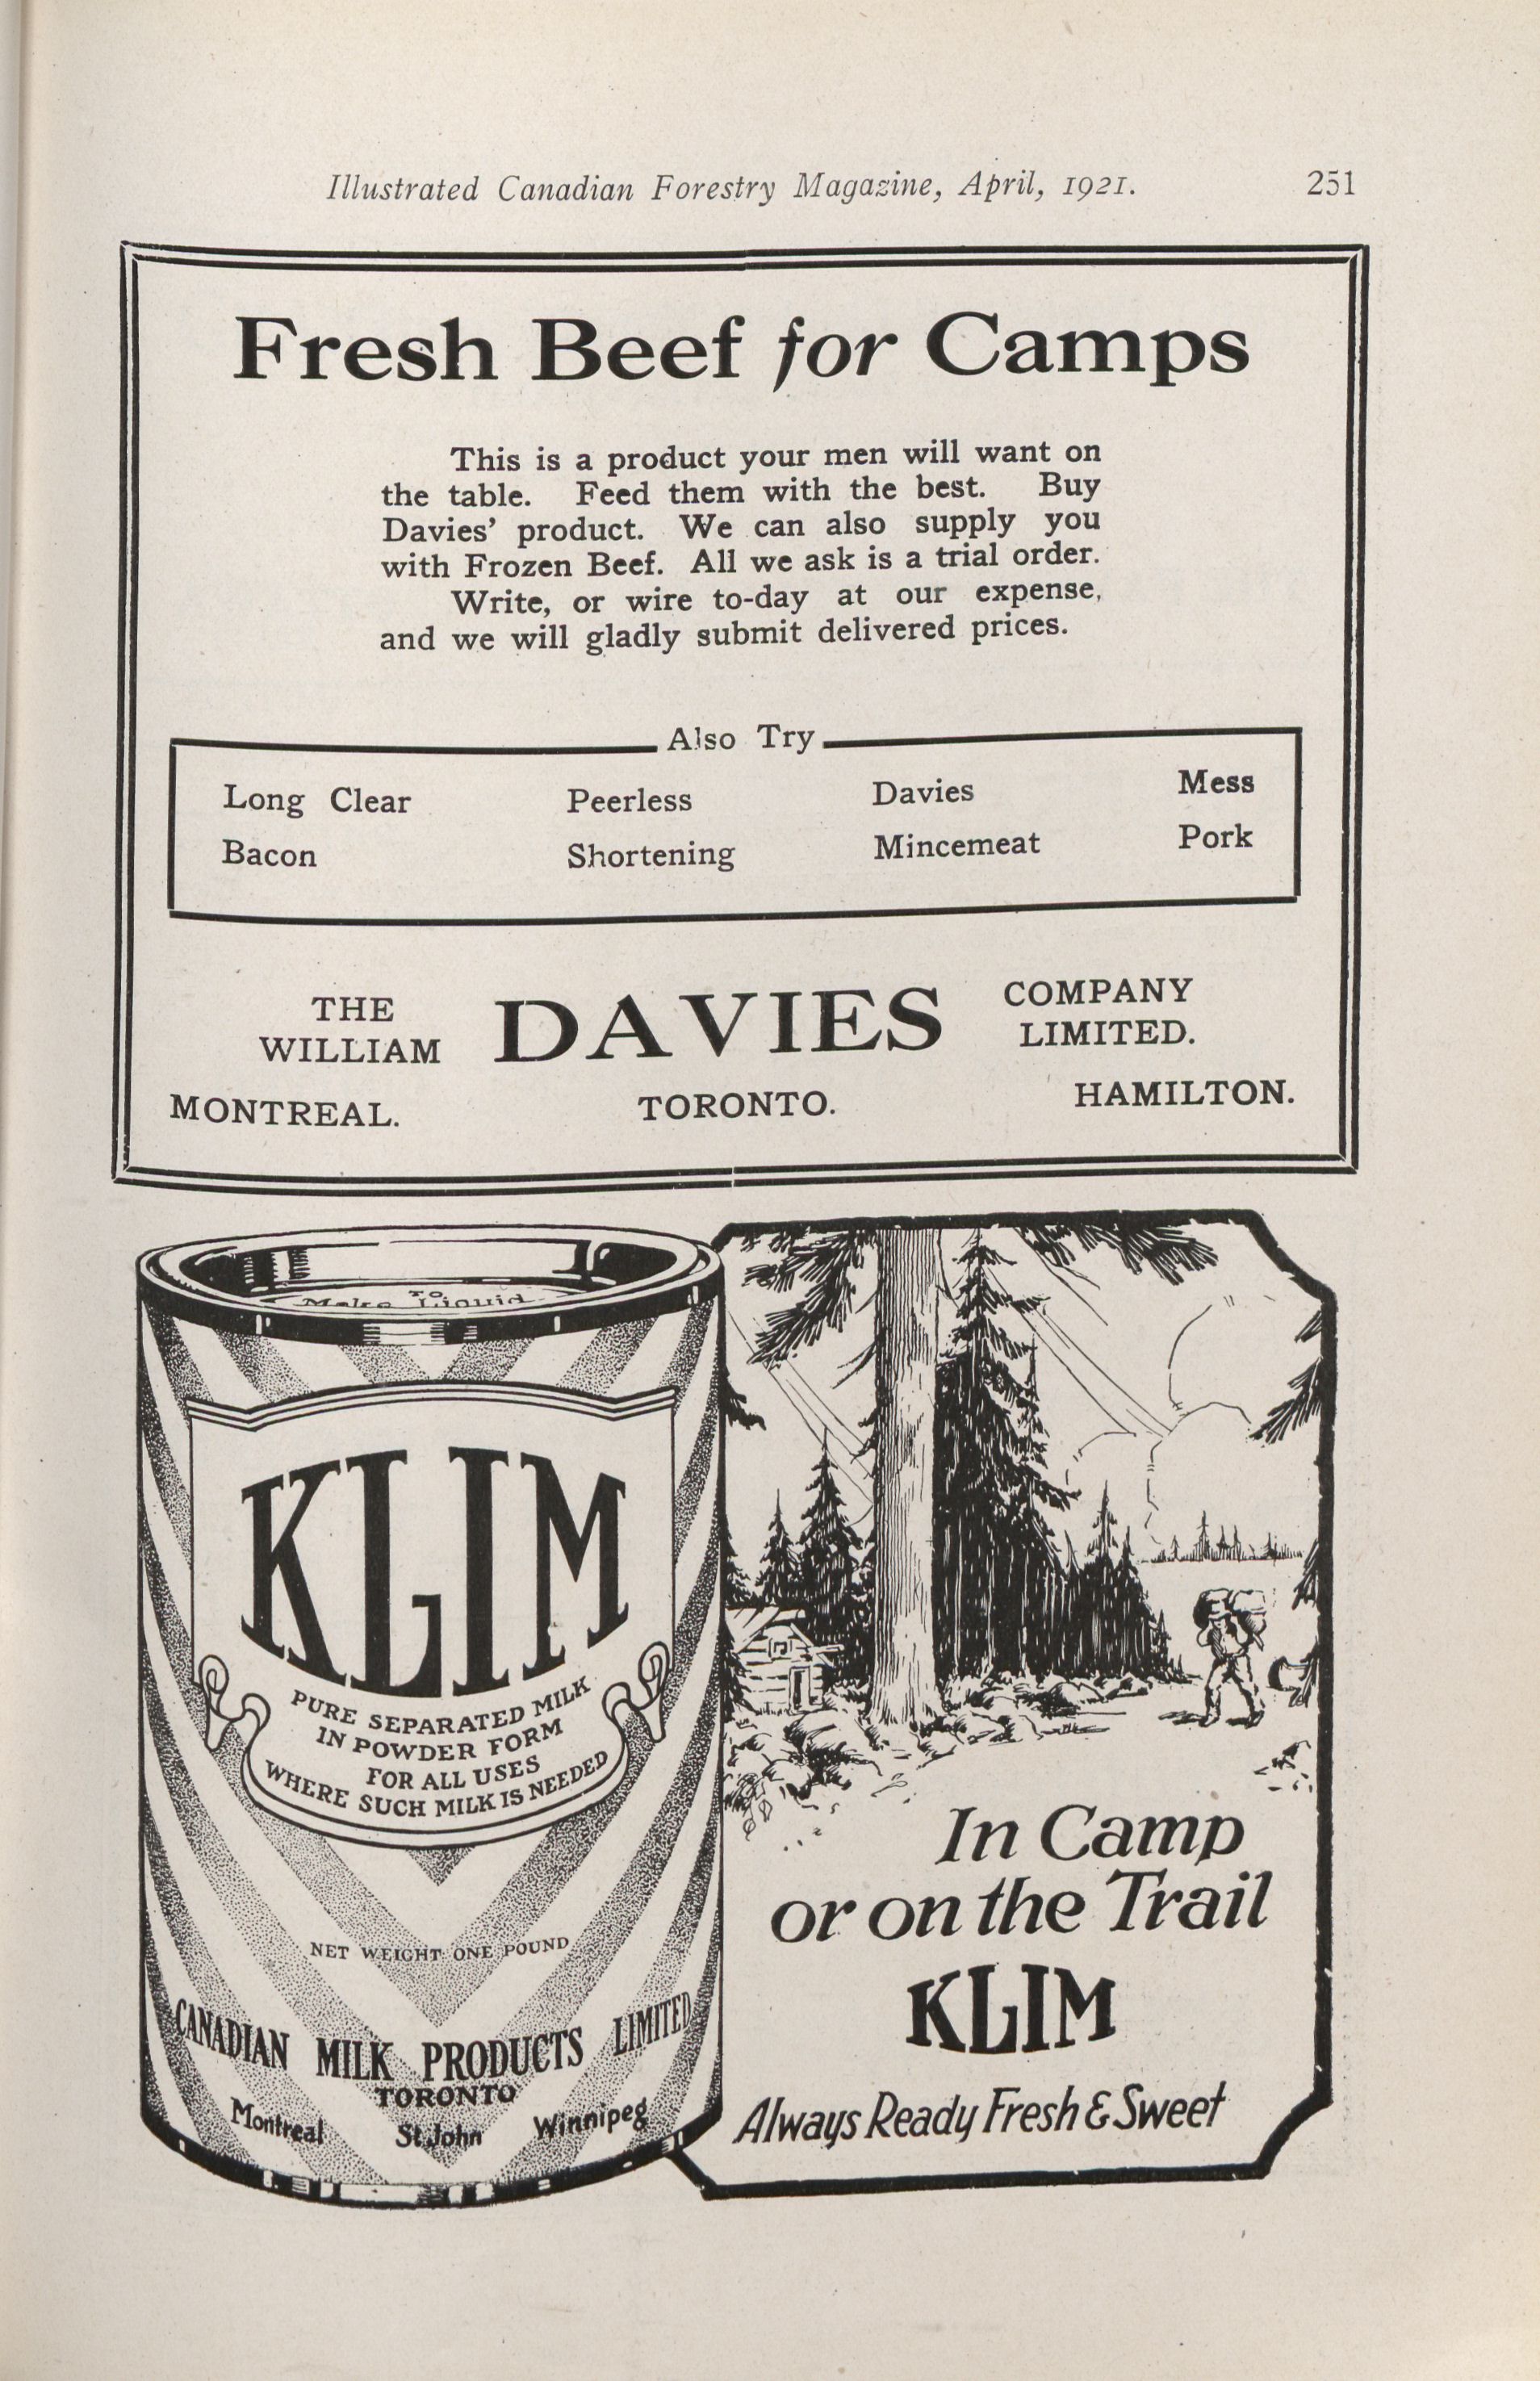 Illustrated Canadian Forestry Magazine, April, 1921. 251
Fresh Beef for Camps
This is a product your men will want on
the table. Feed them with the best. Buy
Davies' product. We can also supply you
with Frozen Beef. All we ask is a trial order.
Write, or wire to-day at our expense,
and we will gladly submit delivered prices.
Also Try
Long Clear Peerless Davies Mess
Bacon Shortening Mincemeat Pork
THE WILLIAM DAVIES COMPANY LIMITED.
MONTREAL. TORONTO. HAMILTON.
To
Make Liquid
KLIM
PURE SEPARATED MILK
IN POWDER FORM
FOR ALL USES
WHERE SUCH MILK IS NEEDED
NET WEIGHT ONE POUND
CANADIAN MILK PRODUCTS LIMITED
TORONTO
Montreal St. John Winnipeg
In Camp
or on the Trail
KLIM
Always Ready Fresh & Sweet